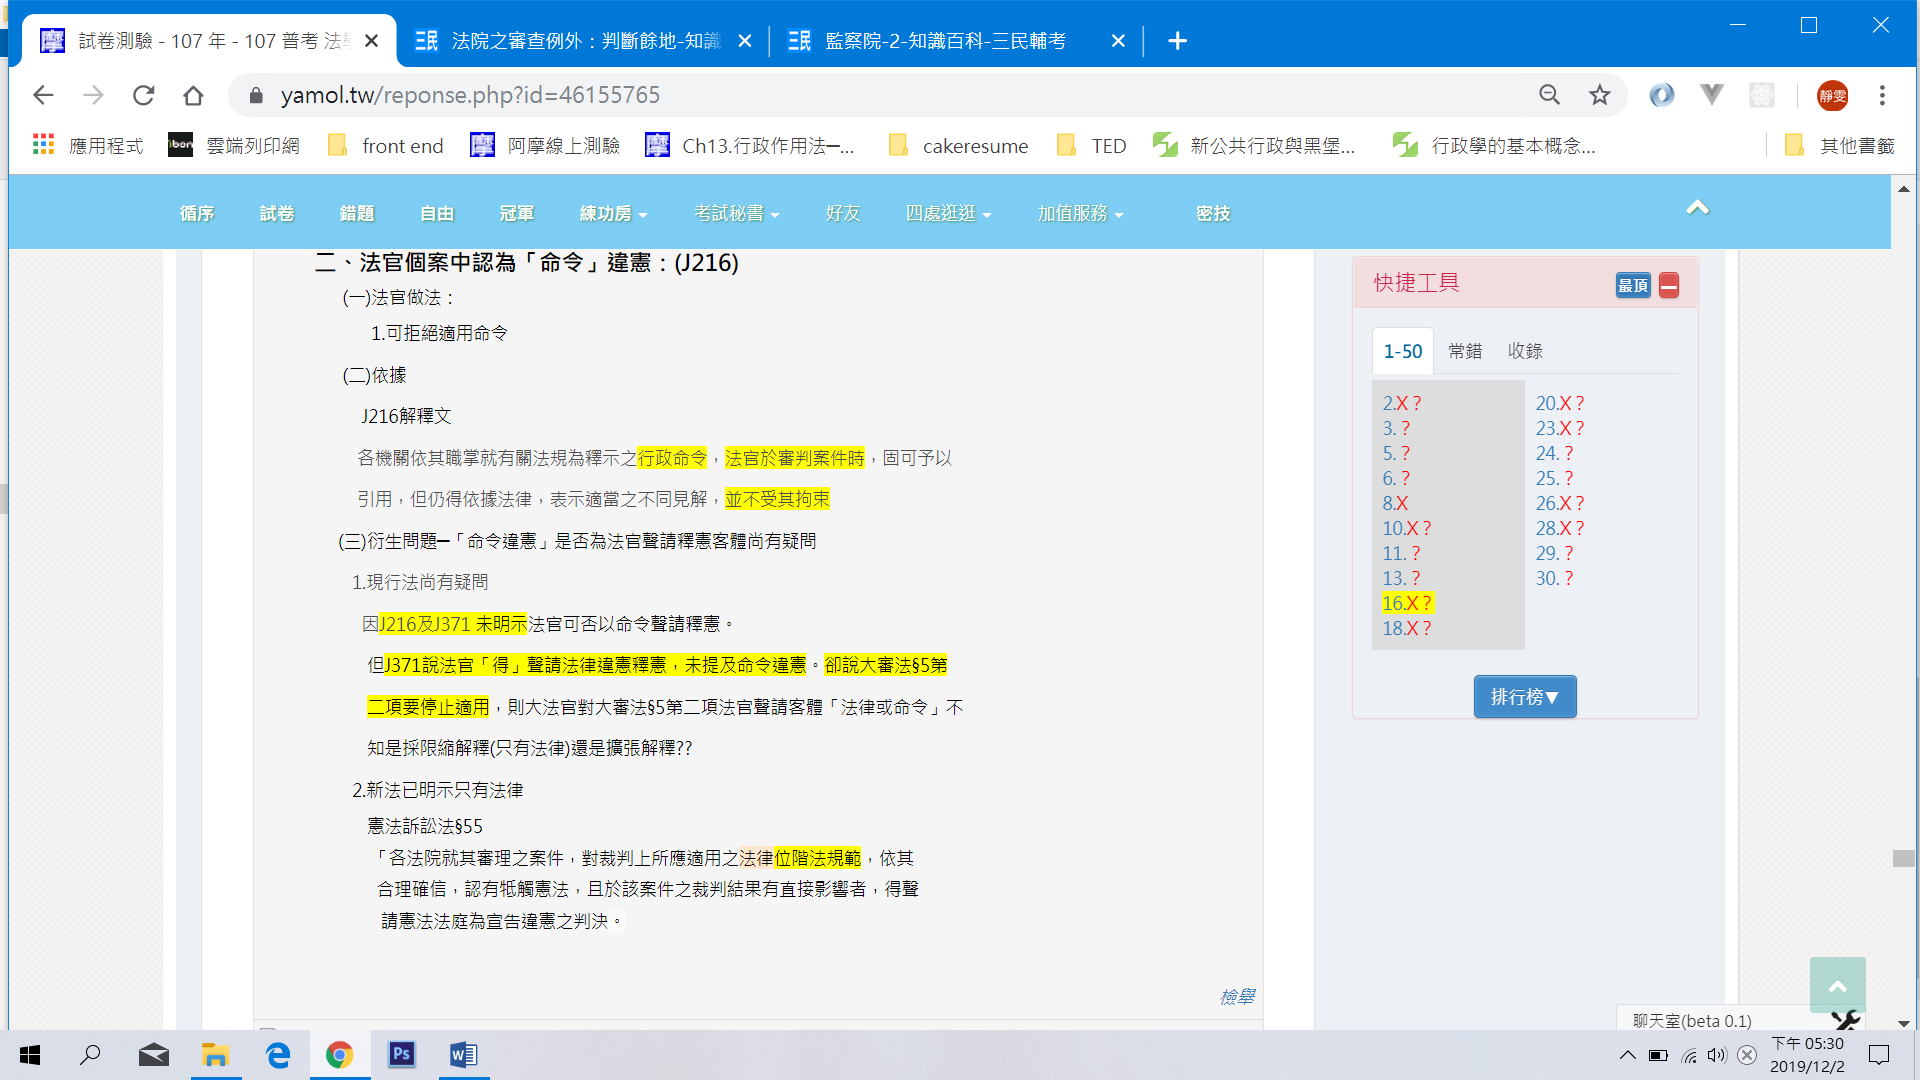 試卷測驗 - 107 年 - 107 普考 法
法院之審查例外：判斷餘地-知識
監察院-2-知識百科-三民輔考
yamol.tw/reponse.php?id=46155765
靜雯
應用程式
雲端列印網
front end
阿摩線上測驗
Ch13.行政作用法—...
cakeresume
TED
新公共行政與黑堡...
行政學的基本概念...
其他書籤
循序 試卷 錯題 自由 冠軍 練功房 考試秘書 好友 四處逛逛 加值服務 密技
二、法官個案中認為「命令」違憲：(J216)
(一)法官做法：
1.可拒絕適用命令
(二)依據
J216解釋文
各機關依其職掌就有關法規為釋示之行政命令，法官於審判案件時，固可予以
引用，但仍得依據法律，表示適當之不同見解，並不受其拘束
(三)衍生問題─「命令違憲」是否為法官聲請釋憲客體尚有疑問
1.現行法尚有疑問
因J216及J371 未明示法官可否以命令聲請釋憲。
但J371說法官「得」聲請法律違憲釋憲，未提及命令違憲。卻說大審法§5第
二項要停止適用，則大法官對大審法§5第二項法官聲請客體「法律或命令」不
知是採限縮解釋(只有法律)還是擴張解釋??
2.新法已明示只有法律
憲法訴訟法§55
「各法院就其審理之案件，對裁判上所應適用之法律位階法規範，依其
合理確信，認有牴觸憲法，且於該案件之裁判結果有直接影響者，得聲
請憲法法庭為宣告違憲之判決。
檢舉
快捷工具
最頂
1-50 常錯 收錄
2.X ?
3. ?
5. ?
6. ?
8.X
10.X ?
11. ?
13. ?
16.X ?
18.X ?
20.X ?
23.X ?
24. ?
25. ?
26.X ?
28.X ?
29. ?
30. ?
排行榜▼
聊天室(beta 0.1)
下午 05:30
2019/12/2